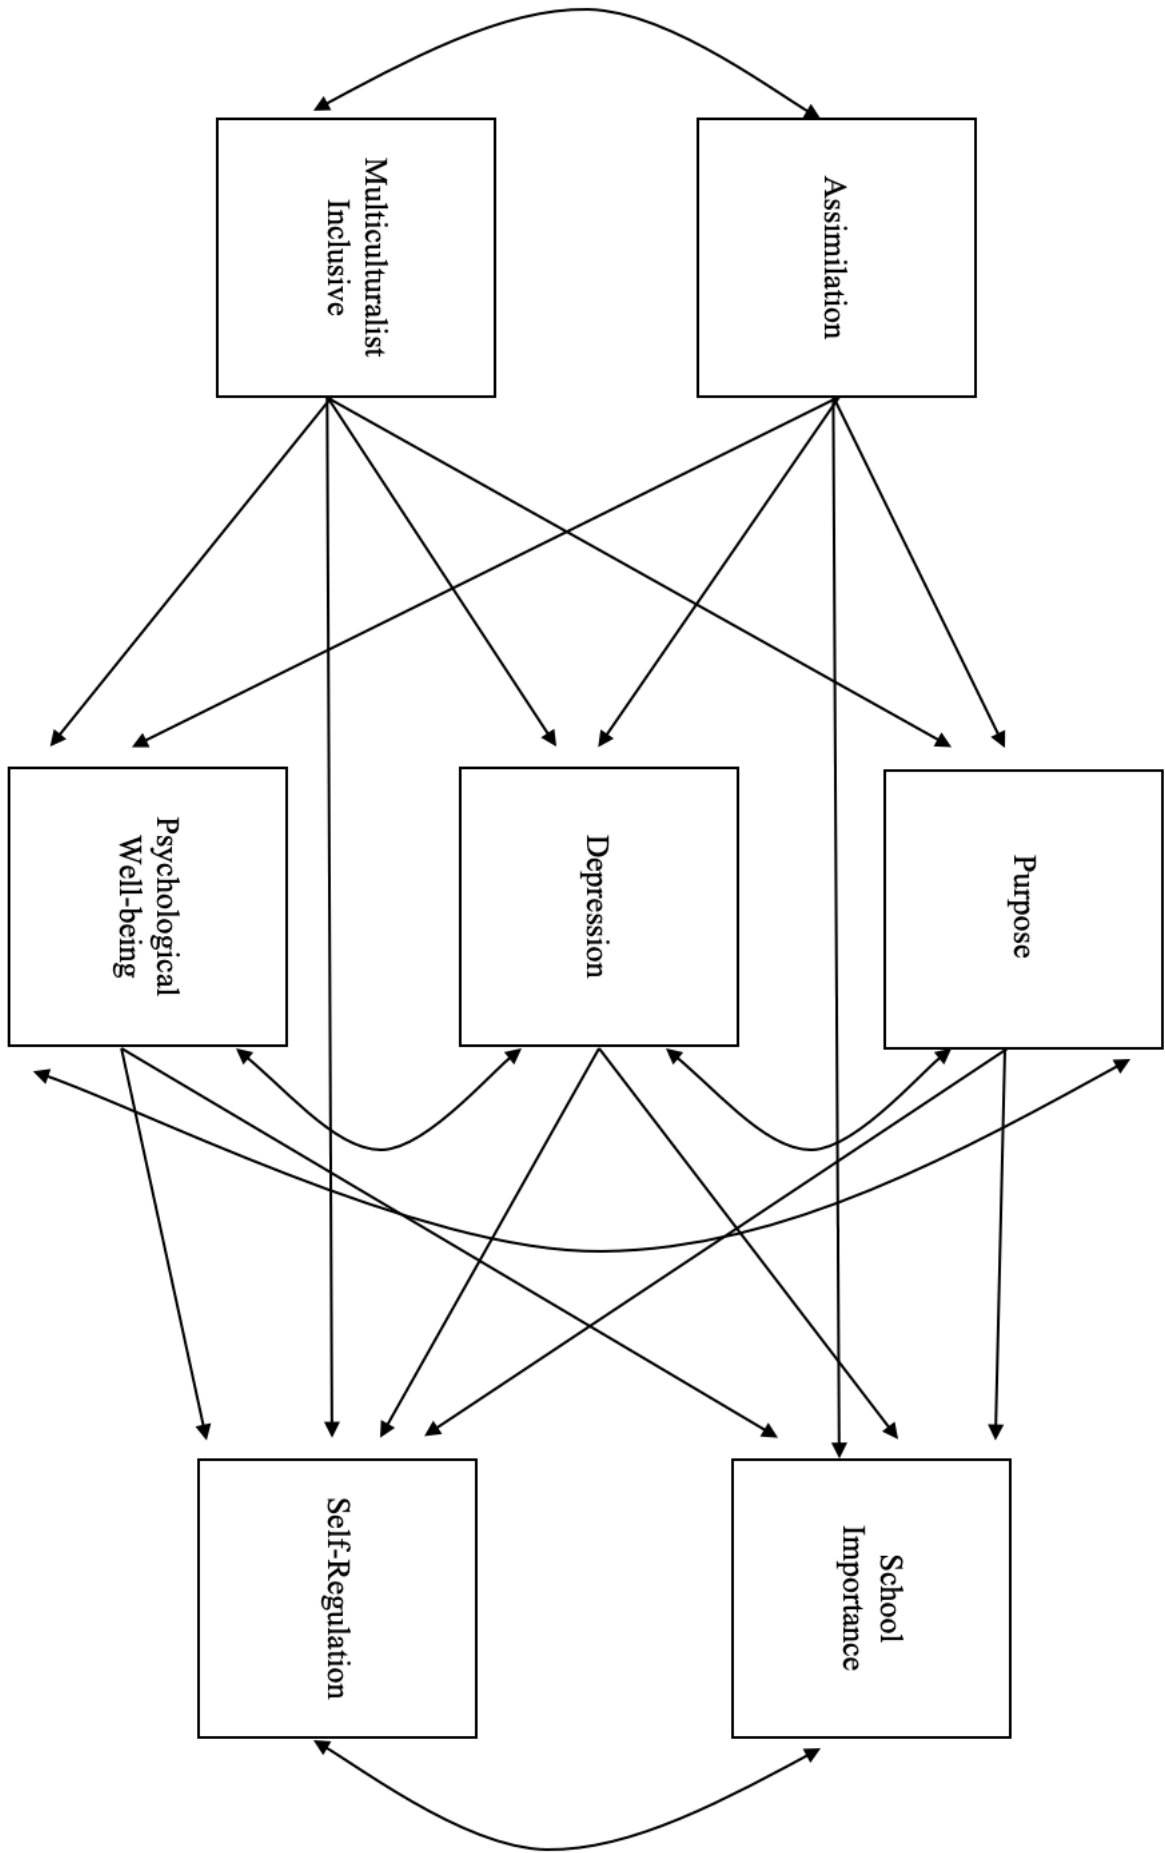 Assimilation
Multiculturalist
Inclusive
Purpose
Depression
Psychological
Well-being
School
Importance
Self-Regulation